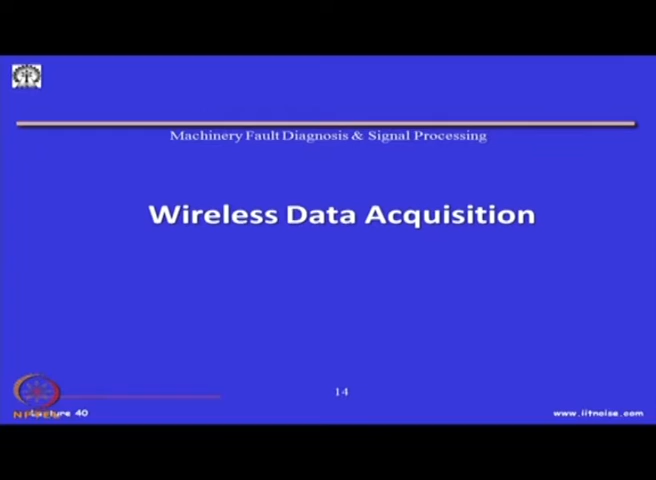 Machinery Fault Diagnosis & Signal Processing
Wireless Data Acquisition
14
NPTEL
Lecture 40
www.iitnoise.com